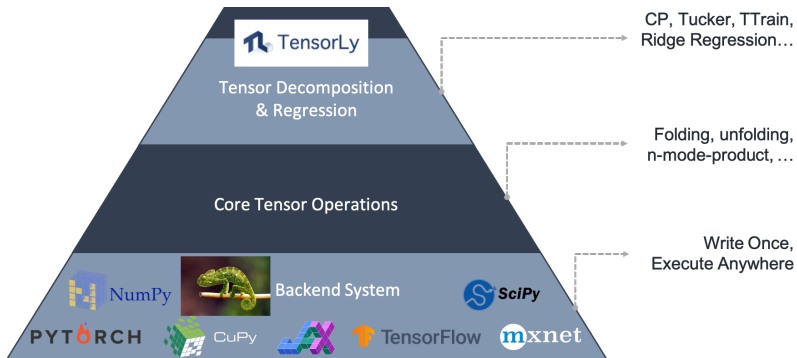 TensorLy
CP, Tucker, TTrain,
Ridge Regression...
Tensor Decomposition
& Regression
Folding, unfolding,
n-mode-product, ...
Core Tensor Operations
Write Once,
Execute Anywhere
NumPy
Backend System
SciPy
PYTORCH
CuPy
JAX
TensorFlow
mxnet